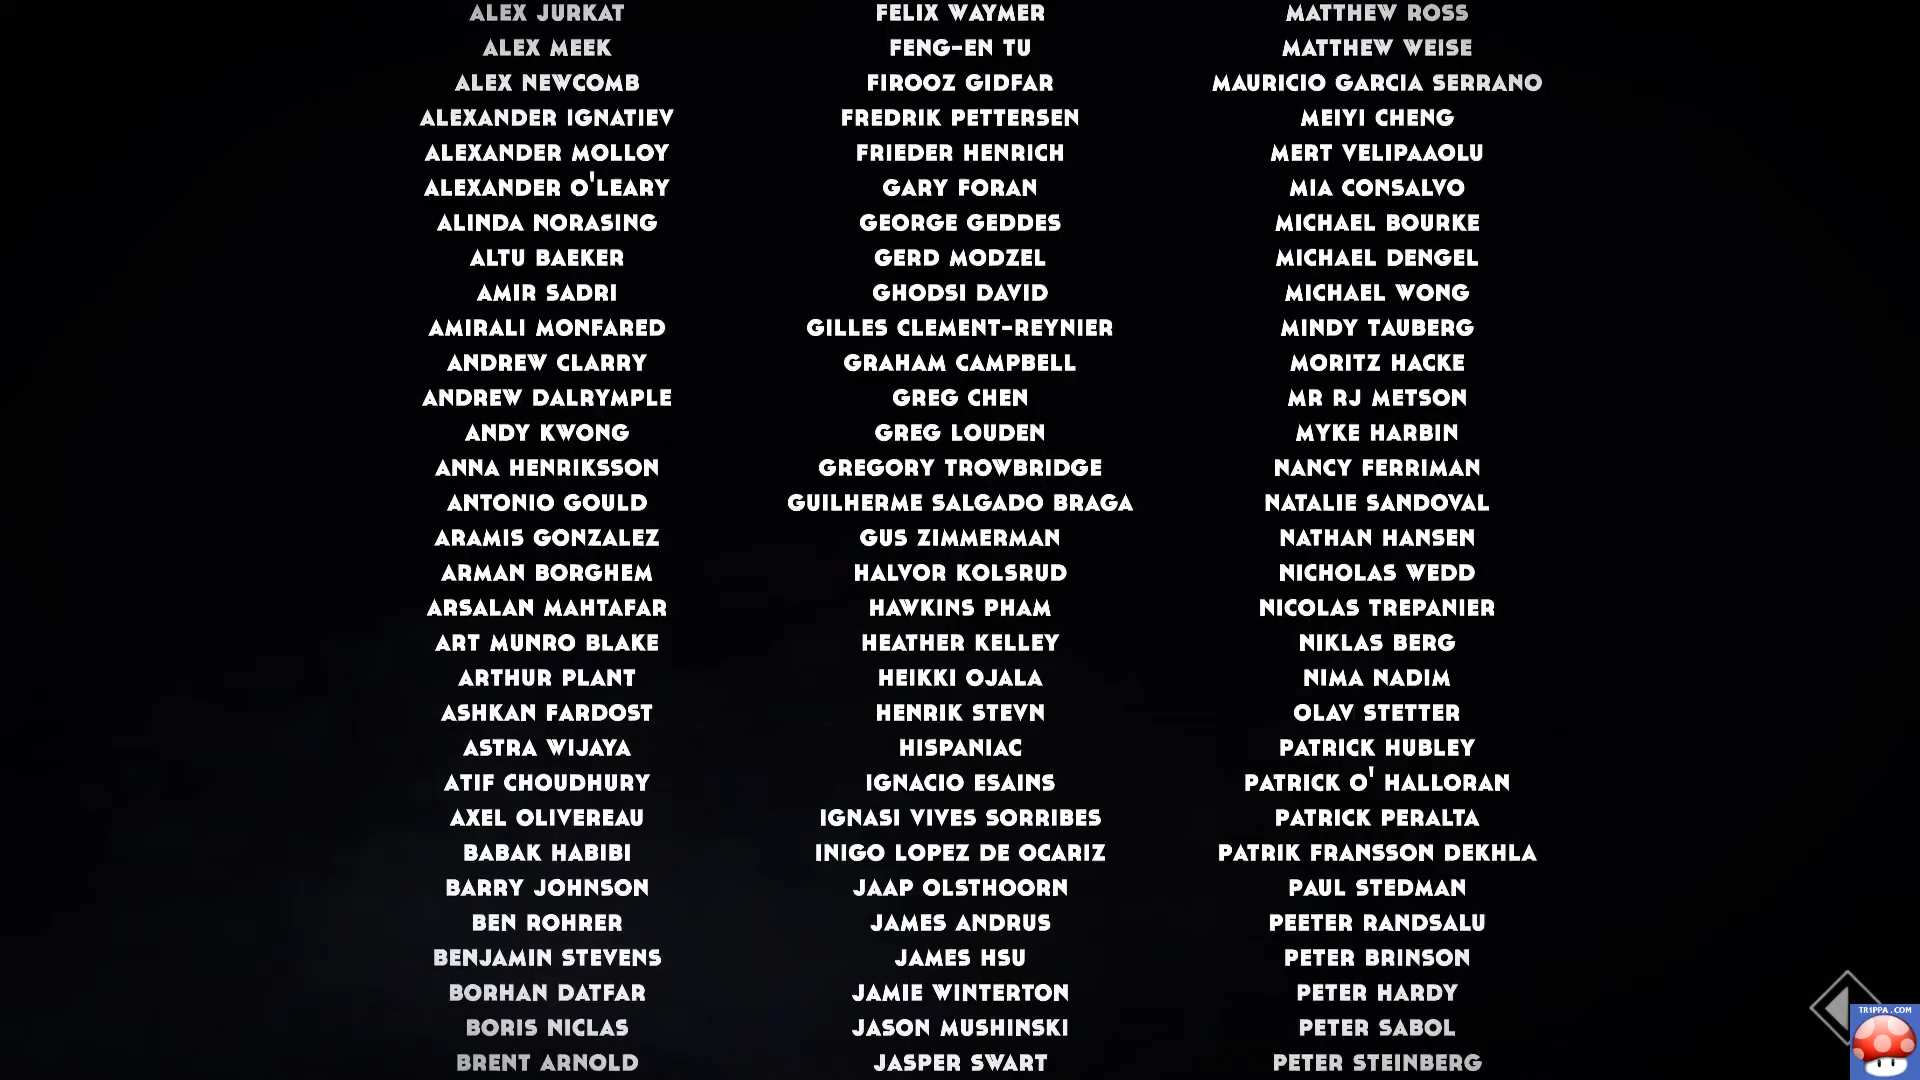 ALEX JURKAT
ALEX MEEK
ALEX NEWCOMB
ALEXANDER IGNATIEV
ALEXANDER MOLLOY
ALEXANDER O'LEARY
ALINDA NORASING
ALTU BAEKER
AMIR SADRI
AMIRALI MONFARED
ANDREW CLARRY
ANDREW DALRYMPLE
ANDY KWONG
ANNA HENRIKSSON
ANTONIO GOULD
ARAMIS GONZALEZ
ARMAN BORGHEM
ARSALAN MAHTAFAR
ART MUNRO BLAKE
ARTHUR PLANT
ASHKAN FARDOST
ASTRA WIJAYA
ATIF CHOUDHURY
AXEL OLIVEREAU
BABAK HABIBI
BARRY JOHNSON
BEN ROHRER
BENJAMIN STEVENS
BORHAN DATFAR
BORIS NICLAS
BRENT ARNOLD
FELIX WAYMER
FENG-EN TU
FIROOZ GIDFAR
FREDRIK PETTERSEN
FRIEDER HENRICH
GARY FORAN
GEORGE GEDDES
GERD MODZEL
GHODSI DAVID
GILLES CLEMENT-REYNIER
GRAHAM CAMPBELL
GREG CHEN
GREG LOUDEN
GREGORY TROWBRIDGE
GUILHERME SALGADO BRAGA
GUS ZIMMERMAN
HALVOR KOLSRUD
HAWKINS PHAM
HEATHER KELLEY
HEIKKI OJALA
HENRIK STEVN
HISPANIAC
IGNACIO ESAINS
IGNASI VIVES SORRIBES
INIGO LOPEZ DE OCARIZ
JAAP OLSTHOORN
JAMES ANDRUS
JAMES HSU
JAMIE WINTERTON
JASON MUSHINSKI
JASPER SWART
MATTHEW ROSS
MATTHEW WEISE
MAURICIO GARCIA SERRANO
MEIYI CHENG
MERT VELIPAAOLU
MIA CONSALVO
MICHAEL BOURKE
MICHAEL DENGEL
MICHAEL WONG
MINDY TAUBERG
MORITZ HACKE
MR RJ METSON
MYKE HARBIN
NANCY FERRIMAN
NATALIE SANDOVAL
NATHAN HANSEN
NICHOLAS WEDD
NICOLAS TREPANIER
NIKLAS BERG
NIMA NADIM
OLAV STETTER
PATRICK HUBLEY
PATRICK O' HALLORAN
PATRICK PERALTA
PATRIK FRANSSON DEKHLA
PAUL STEDMAN
PEETER RANDSALU
PETER BRINSON
PETER HARDY
PETER SABOL
PETER STEINBERG
TRIPPA.COM